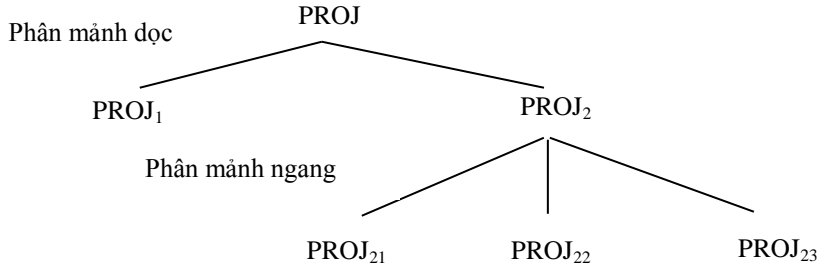 PROJ
Phân mảnh dọc
PROJ₁ PROJ₂
Phân mảnh ngang
PROJ₂₁ PROJ₂₂ PROJ₂₃